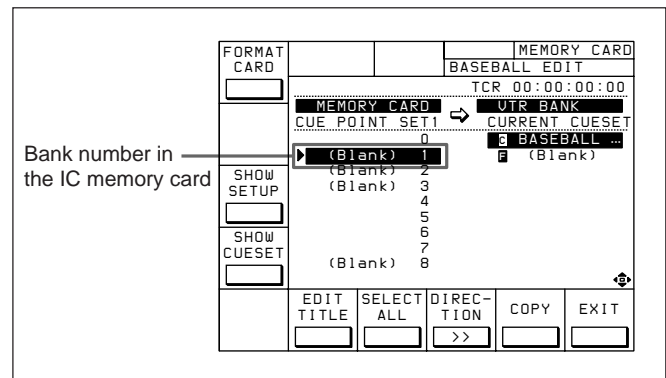 FORMAT CARD
MEMORY CARD
BASEBALL EDIT
TCR 00:00:00:00
MEMORY CARD VTR BANK
CUE POINT SET1 CURRENT CUESET
0 C BASEBALL …
(Blank) 1 F (Blank)
(Blank) 2
(Blank) 3
4
5
6
7
(Blank) 8
Bank number in
the IC memory card
SHOW
SETUP
SHOW
CUESET
EDIT TITLE
SELECT ALL
DIREC-TION
>>
COPY
EXIT